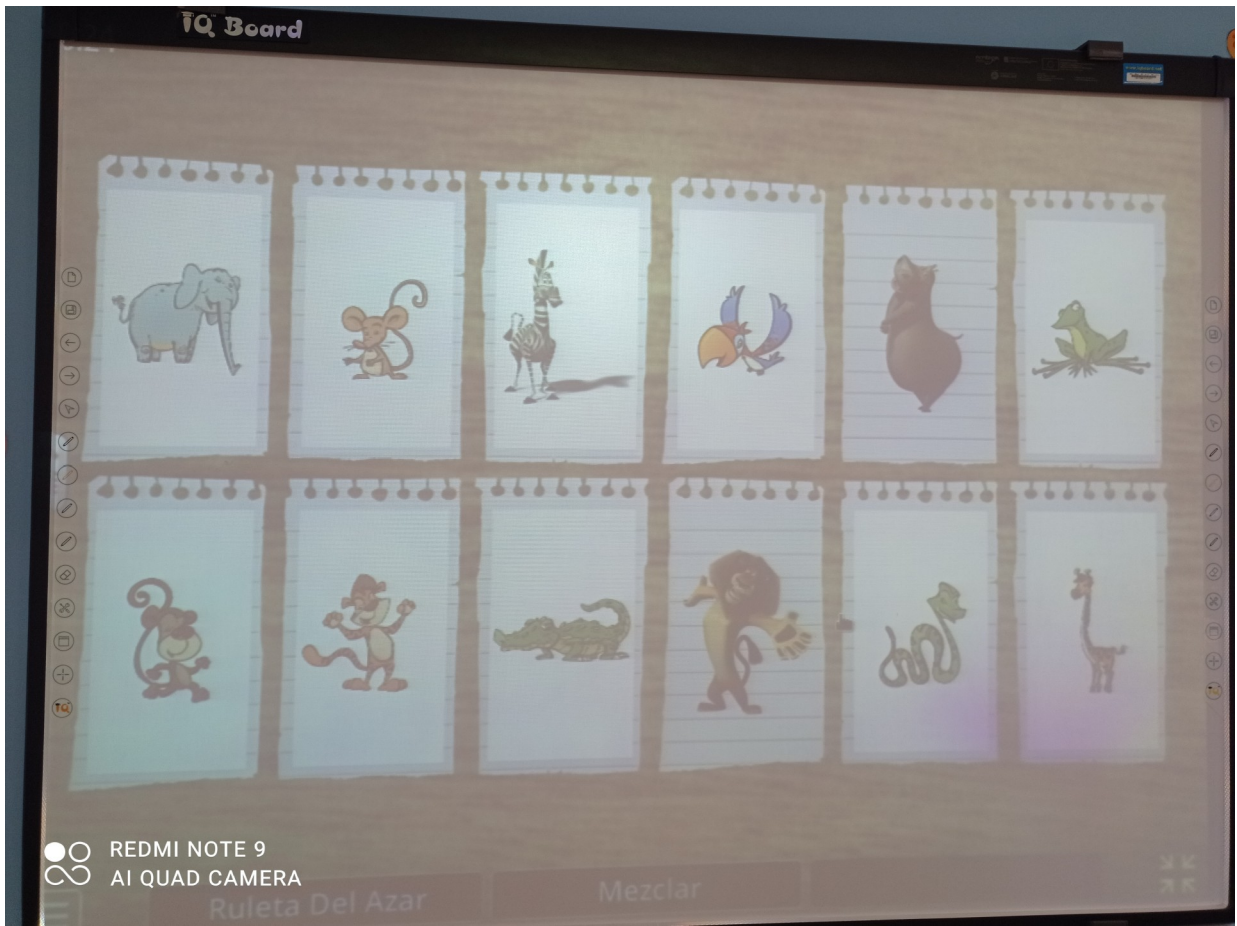 IQ Board
REDMI NOTE 9
AI QUAD CAMERA
Ruleta Del Azar
Mezclar